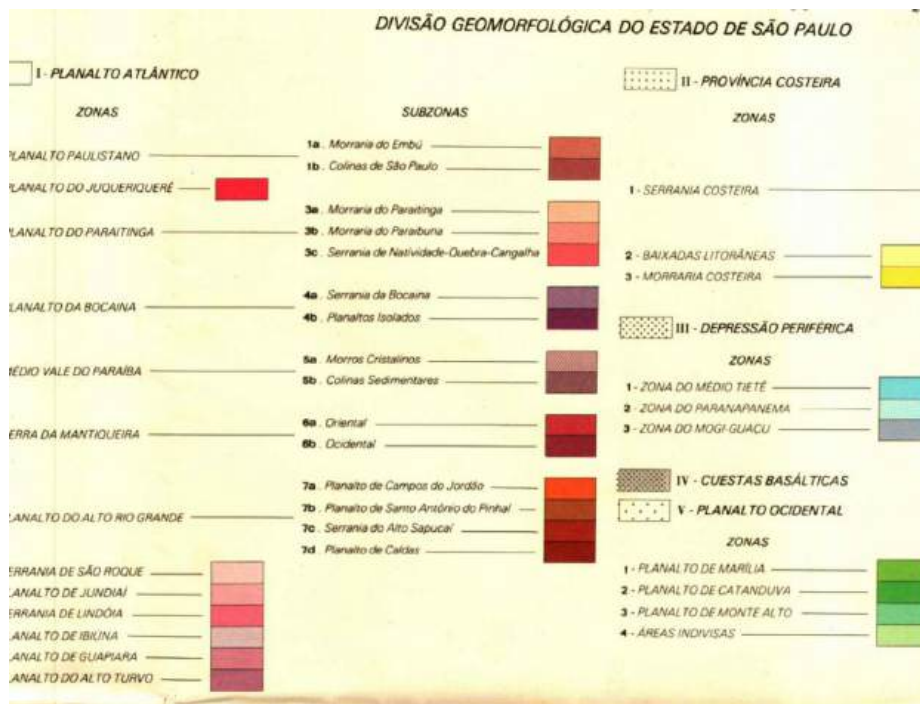 DIVISÃO GEOMORFOLÓGICA DO ESTADO DE SÃO PAULO
I - PLANALTO ATLÂNTICO
ZONAS
SUBZONAS
PLANALTO PAULISTANO
1a . Morraria do Embú
1b . Colinas de São Paulo
PLANALTO DO JUQUERIQUERÊ
PLANALTO DO PARAITINGA
3a . Morraria do Paraitinga
3b . Morraria do Paraibuna
3c . Serrania de Natividade-Quebra-Cangalha
PLANALTO DA BOCAINA
4a . Serrania da Bocaina
4b . Planaltos Isolados
MÉDIO VALE DO PARAÍBA
5a . Morros Cristalinos
5b . Colinas Sedimentares
ERRA DA MANTIQUEIRA
6a . Oriental
6b . Ocidental
LANALTO DO ALTO RIO GRANDE
7a . Planalto de Campos do Jordão
7b . Planalto de Santo Antônio do Pinhal
7c . Serrania do Alto Sapucaí
7d . Planalto de Caldas
ERRANIA DE SÃO ROQUE
LANALTO DE JUNDIAÍ
ERRANIA DE LINDÓIA
LANALTO DE IBIÚNA
LANALTO DE GUAPIARA
LANALTO DO ALTO TURVO
II - PROVÍNCIA COSTEIRA
ZONAS
1 - SERRANIA COSTEIRA
2 - BAIXADAS LITORÂNEAS
3 - MORRARIA COSTEIRA
III - DEPRESSÃO PERIFÉRICA
ZONAS
1 - ZONA DO MÉDIO TIETÊ
2 - ZONA DO PARANAPANEMA
3 - ZONA DO MOGI-GUAÇU
IV - CUESTAS BASÁLTICAS
V - PLANALTO OCIDENTAL
ZONAS
1 - PLANALTO DE MARÍLIA
2 - PLANALTO DE CATANDUVA
3 - PLANALTO DE MONTE ALTO
4 - ÁREAS INDIVISAS